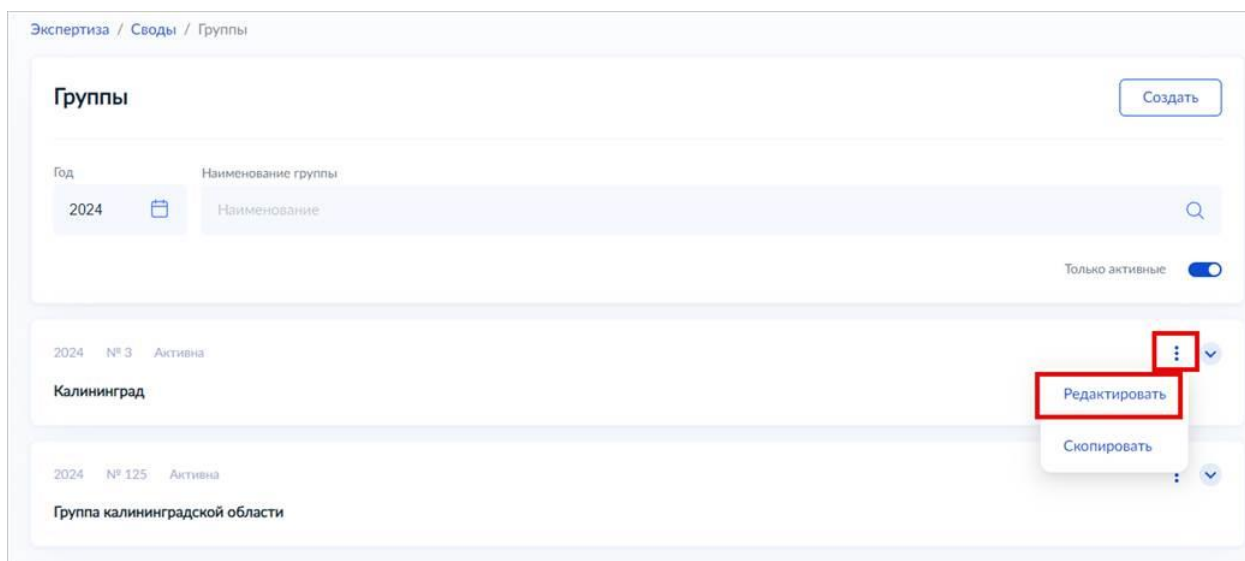 Экспертиза / Своды / Группы
Группы
Создать
Год
Наименование группы
2024
Наименование
Только активные
2024 № 3 Активна
Калининград
Редактировать
Скопировать
2024 № 125 Активна
Группа калининградской области